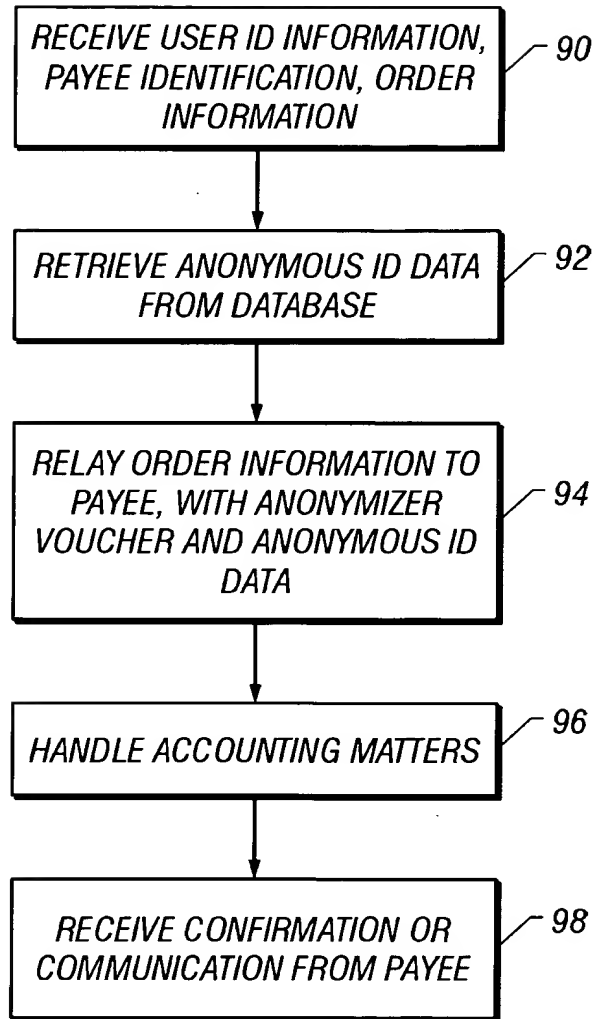 RECEIVE USER ID INFORMATION,
PAYEE IDENTIFICATION, ORDER
INFORMATION
90
RETRIEVE ANONYMOUS ID DATA
FROM DATABASE
92
RELAY ORDER INFORMATION TO
PAYEE, WITH ANONYMIZER
VOUCHER AND ANONYMOUS ID
DATA
94
HANDLE ACCOUNTING MATTERS
96
RECEIVE CONFIRMATION OR
COMMUNICATION FROM PAYEE
98